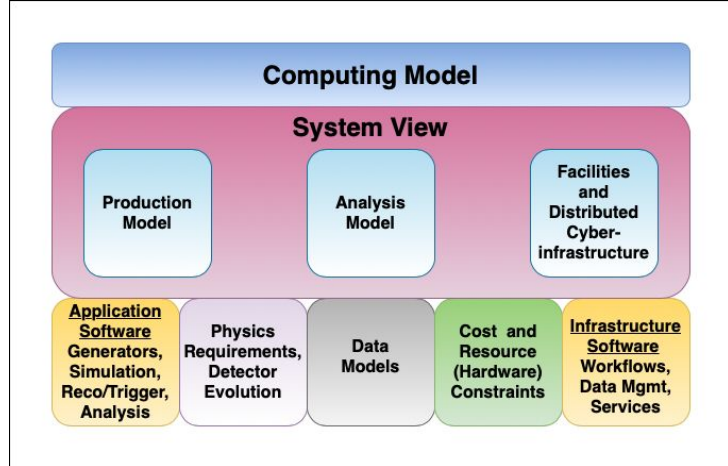 Computing Model
System View
Production
Model
Analysis
Model
Facilities
and
Distributed
Cyber-
infrastructure
Application
Software
Generators,
Simulation,
Reco/Trigger,
Analysis
Physics
Requirements,
Detector
Evolution
Data
Models
Cost and
Resource
(Hardware)
Constraints
Infrastructure
Software
Workflows,
Data Mgmt,
Services